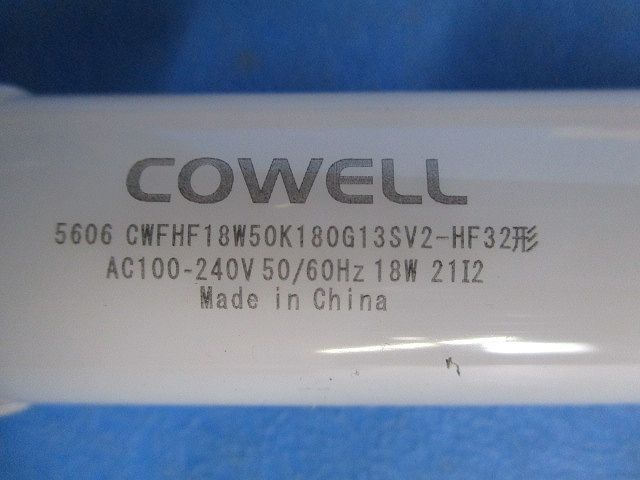 COWELL
5606 CWFHF18W50K180G13SV2-HF32形
AC100-240V 50/60Hz 18W 21I2
Made in China